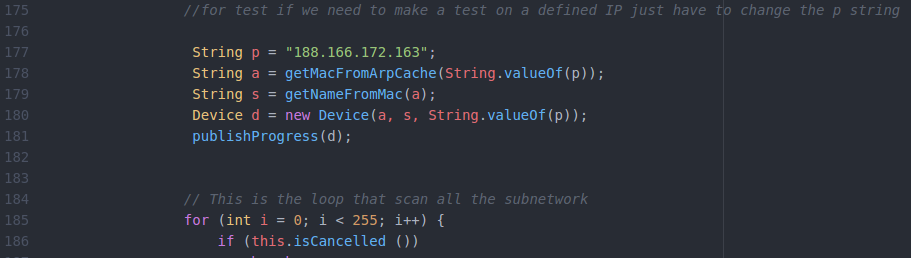 175 //for test if we need to make a test on a defined IP just have to change the p string
176
177 String p = "188.166.172.163";
178 String a = getMacFromArpCache(String.valueOf(p));
179 String s = getNameFromMac(a);
180 Device d = new Device(a, s, String.valueOf(p));
181 publishProgress(d);
182
183
184 // This is the loop that scan all the subnetwork
185 for (int i = 0; i < 255; i++) {
186 if (this.isCancelled ())